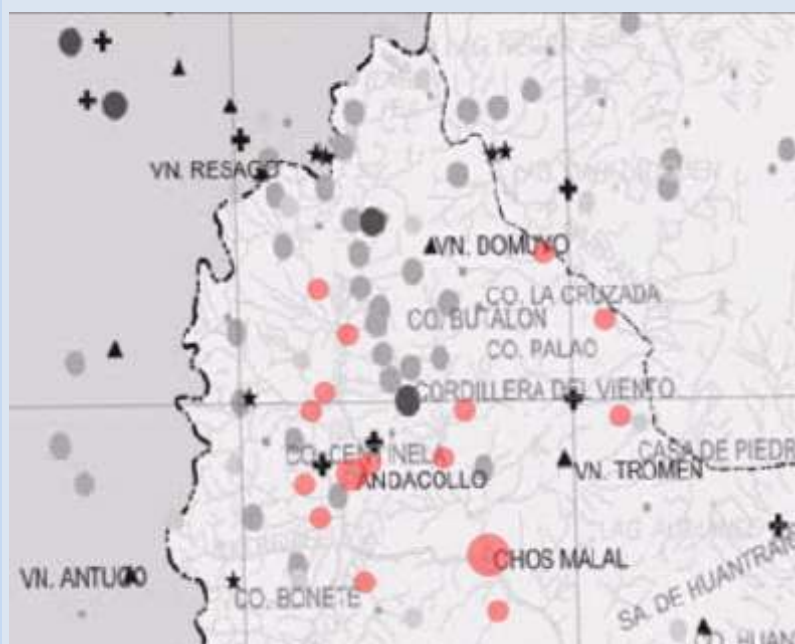 VN. RESAGO
VN. DOMUYO
CO. LA CRUZADA
CO. BUTALON
CO. PALAO
CORDILLERA DEL VIENTO
CO. CENTINELA
CASA DE PIEDR
ANDACOLLO
VN. TROMEN
CHOS MALAL
VN. ANTUCO
CO. BONETE
SA. DE HUANTRAN